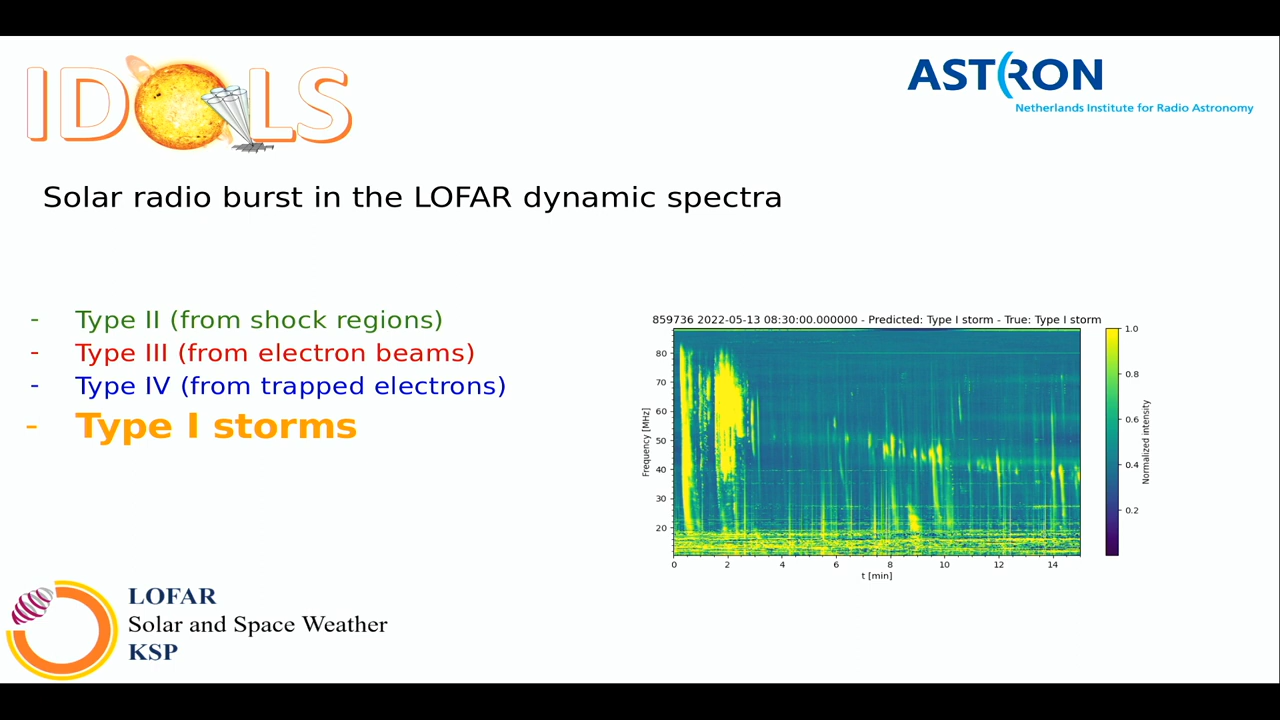 IDOLS
ASTRON
Netherlands Institute for Radio Astronomy
Solar radio burst in the LOFAR dynamic spectra
- Type II (from shock regions)
- Type III (from electron beams)
- Type IV (from trapped electrons)
- Type I storms
859736 2022-05-13 08:30:00.000000 - Predicted: Type I storm - True: Type I storm
Frequency [MHz]
80
70
60
50
40
30
20
0 2 4 6 8 10 12 14
t [min]
1.0
0.8
0.6
0.4
0.2
Normalized intensity
LOFAR
Solar and Space Weather
KSP